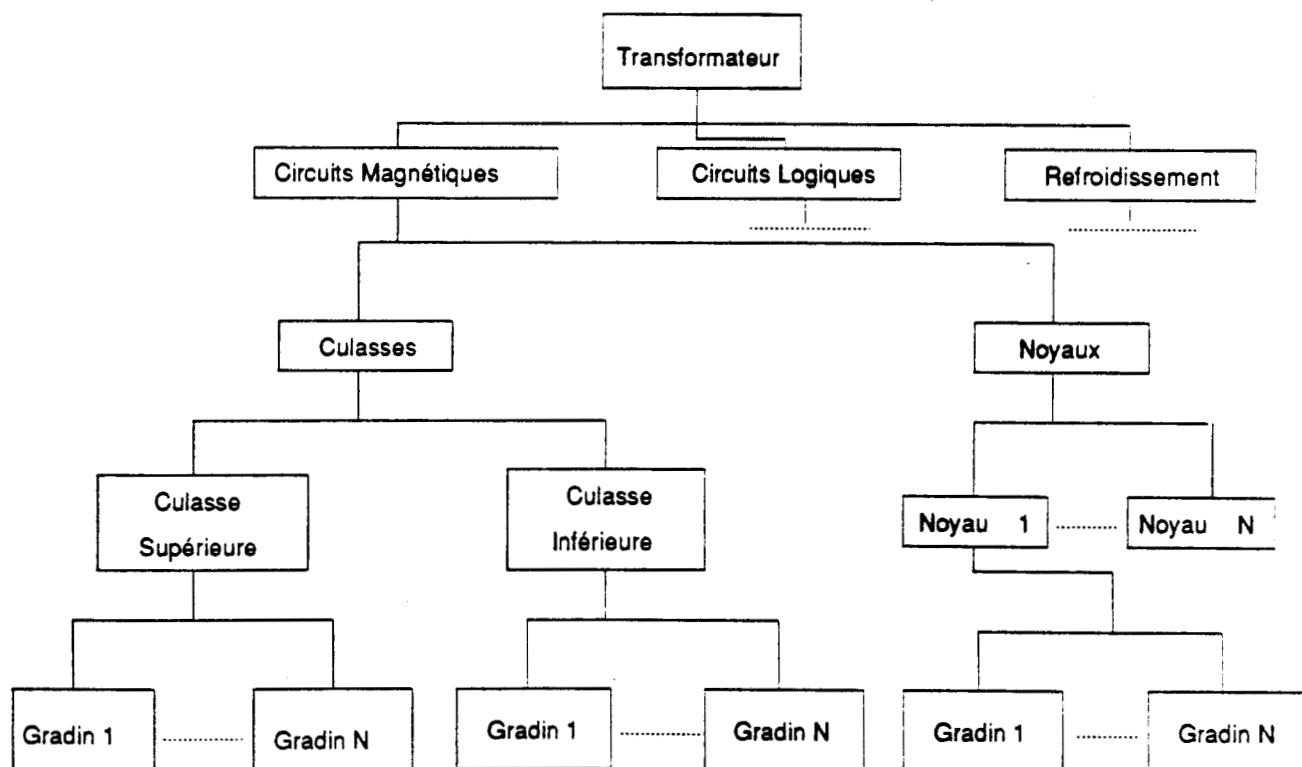 Transformateur
Circuits Magnétiques
Circuits Logiques
Refroidissement
Culasses
Noyaux
Culasse
Supérieure
Culasse
Inférieure
Noyau 1
Noyau N
Gradin 1
Gradin N
Gradin 1
Gradin N
Gradin 1
Gradin N